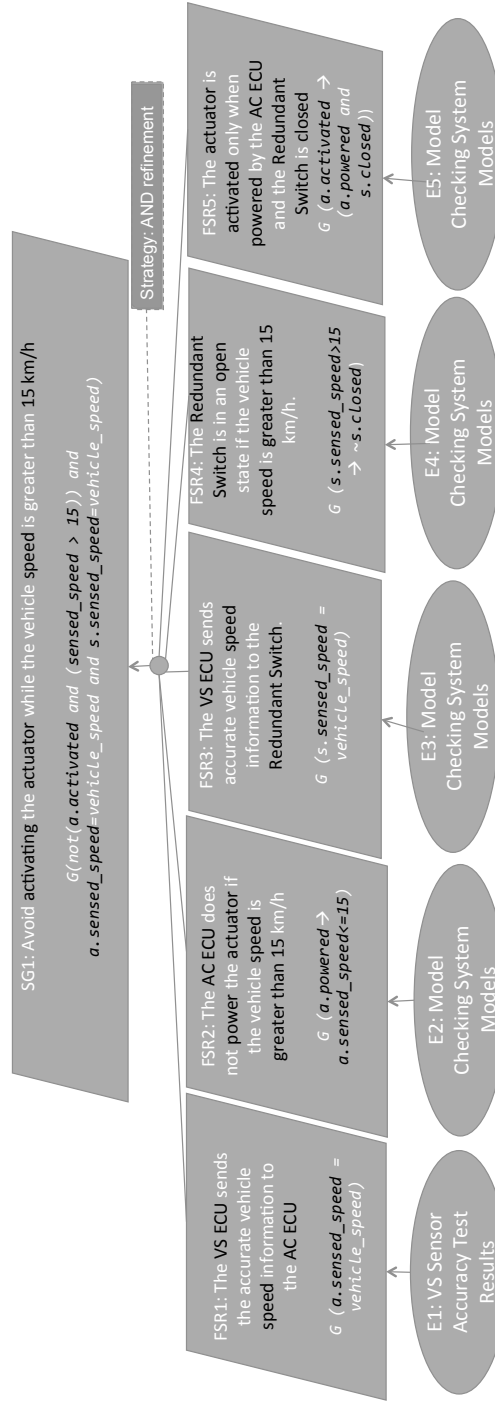 SG1: Avoid activating the actuator while the vehicle speed is greater than 15 km/h
G(not(a.activated and (sensed_speed > 15)) and
a.sensed_speed=vehicle_speed and s.sensed_speed=vehicle_speed)
Strategy: AND refinement
FSR1: The VS ECU sends
the accurate vehicle
speed information to
the AC ECU
G (a.sensed_speed =
vehicle_speed)
FSR2: The AC ECU does
not power the actuator if
the vehicle speed is
greater than 15 km/h
G (a.powered →
a.sensed_speed<=15)
FSR3: The VS ECU sends
accurate vehicle speed
information to the
Redundant Switch.
G (s.sensed_speed =
vehicle_speed)
FSR4: The Redundant
Switch is in an open
state if the vehicle
speed is greater than 15
km/h.
G (s.sensed_speed>15
→ ~s.closed)
FSR5: The actuator is
activated only when
powered by the AC ECU
and the Redundant
Switch is closed
G (a.activated →
(a.powered and
s.closed))
E1: VS Sensor
Accuracy Test
Results
E2: Model
Checking System
Models
E3: Model
Checking System
Models
E4: Model
Checking System
Models
E5: Model
Checking System
Models